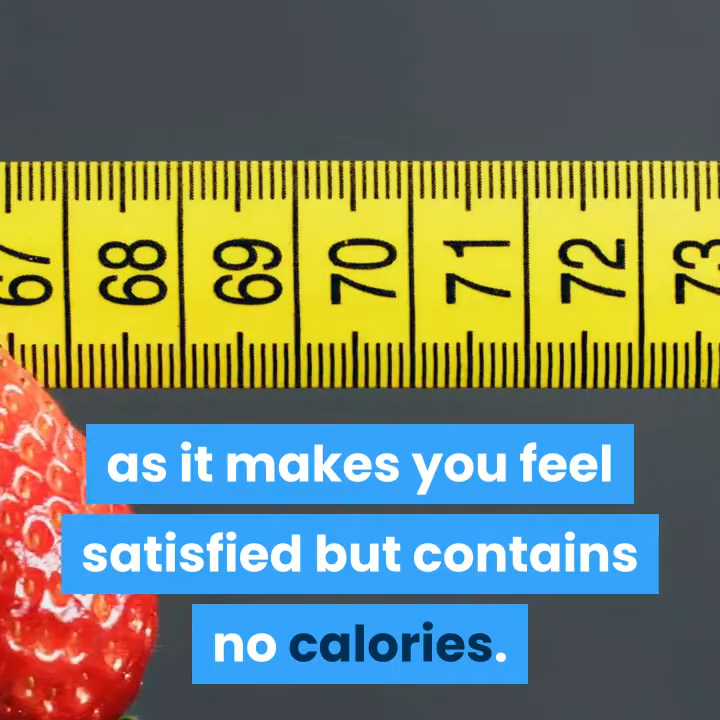 67 68 69 70 71 72 73
as it makes you feel
satisfied but contains
no calories.